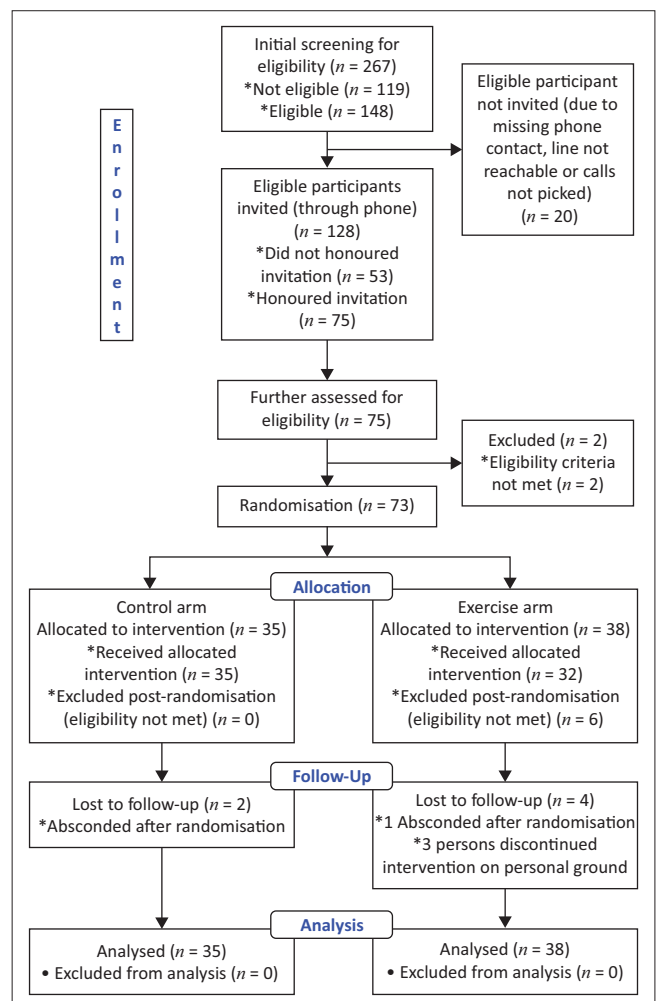 Initial screening for
eligibility (n = 267)
*Not eligible (n = 119)
*Eligible (n = 148)
Eligible participant
not invited (due to
missing phone
contact, line not
reachable or calls
not picked)
(n = 20)
E
n
r
o
l
l
m
e
n
t
Eligible participants
invited (through phone)
(n = 128)
*Did not honoured
invitation (n = 53)
*Honoured invitation
(n = 75)
Further assessed for
eligibility (n = 75)
Excluded (n = 2)
*Eligibility criteria
not met (n = 2)
Randomisation (n = 73)
Allocation
Control arm
Allocated to intervention (n = 35)
*Received allocated
intervention (n = 35)
*Excluded post-randomisation
(eligibility not met) (n = 0)
Exercise arm
Allocated to intervention (n = 38)
*Received allocated
intervention (n = 32)
*Excluded post-randomisation
(eligibility not met) (n = 6)
Follow-Up
Lost to follow-up (n = 2)
*Absconded after randomisation
Lost to follow-up (n = 4)
*1 Absconded after randomisation
*3 persons discontinued
intervention on personal ground
Analysis
Analysed (n = 35)
• Excluded from analysis (n = 0)
Analysed (n = 38)
• Excluded from analysis (n = 0)